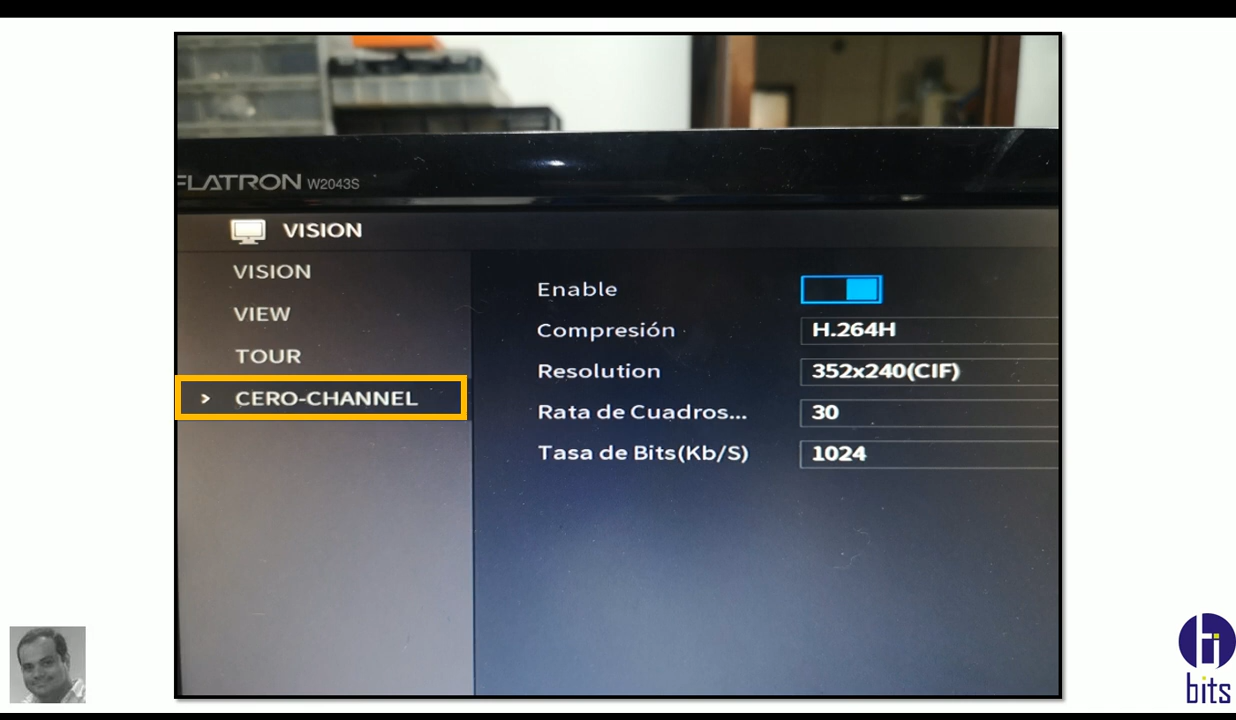 FLATRON W2043S
VISION
VISION
VIEW
TOUR
> CERO-CHANNEL
Enable
Compresión H.264H
Resolution 352x240(CIF)
Rata de Cuadros... 30
Tasa de Bits(Kb/S) 1024
bits